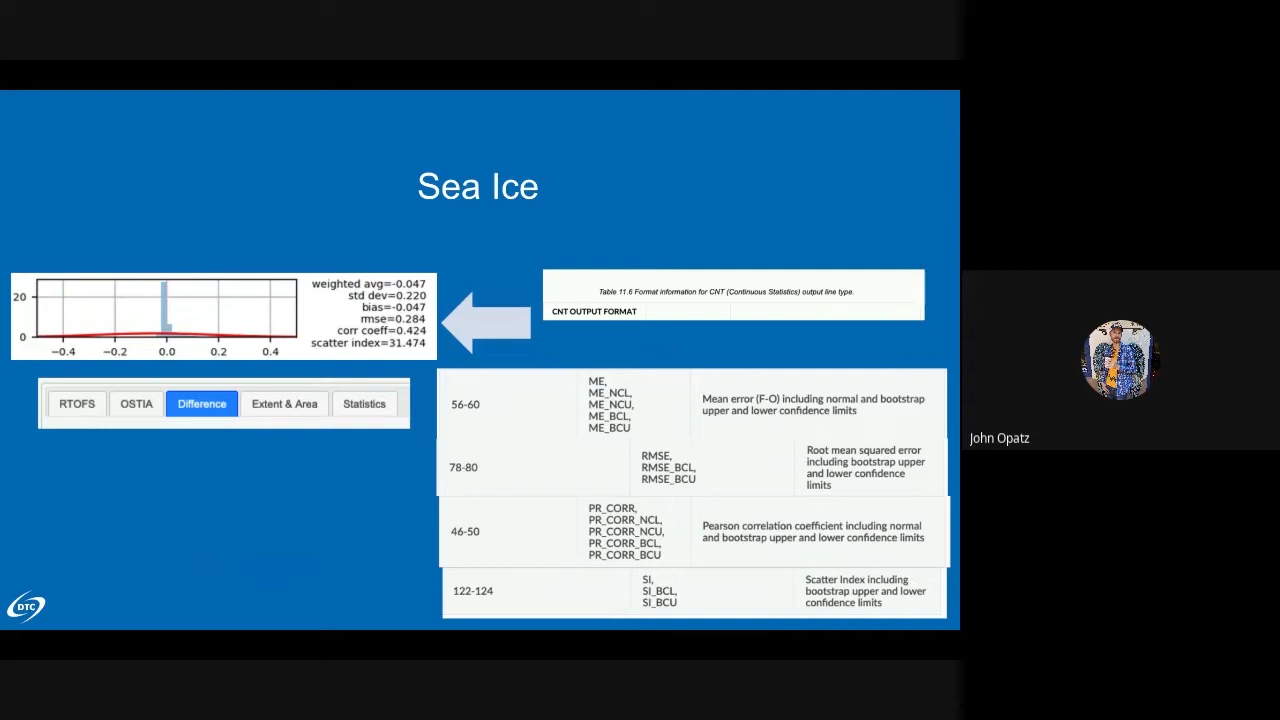 Sea Ice
20
0
−0.4
−0.2
0.0
0.2
0.4
weighted avg=-0.047
std dev=0.220
bias=-0.047
rmse=0.284
corr coeff=0.424
scatter index=31.474
Table 11.6 Format information for CNT (Continuous Statistics) output line type.
CNT OUTPUT FORMAT
RTOFS
OSTIA
Difference
Extent & Area
Statistics
56-60
ME,
ME_NCL,
ME_NCU,
ME_BCL,
ME_BCU
Mean error (F-O) including normal and bootstrap
upper and lower confidence limits
78-80
RMSE,
RMSE_BCL,
RMSE_BCU
Root mean squared error
including bootstrap upper
and lower confidence
limits
46-50
PR_CORR,
PR_CORR_NCL,
PR_CORR_NCU,
PR_CORR_BCL,
PR_CORR_BCU
Pearson correlation coefficient including normal
and bootstrap upper and lower confidence limits
122-124
SI,
SI_BCL,
SI_BCU
Scatter Index including
bootstrap upper and lower
confidence limits
DTC
John Opatz